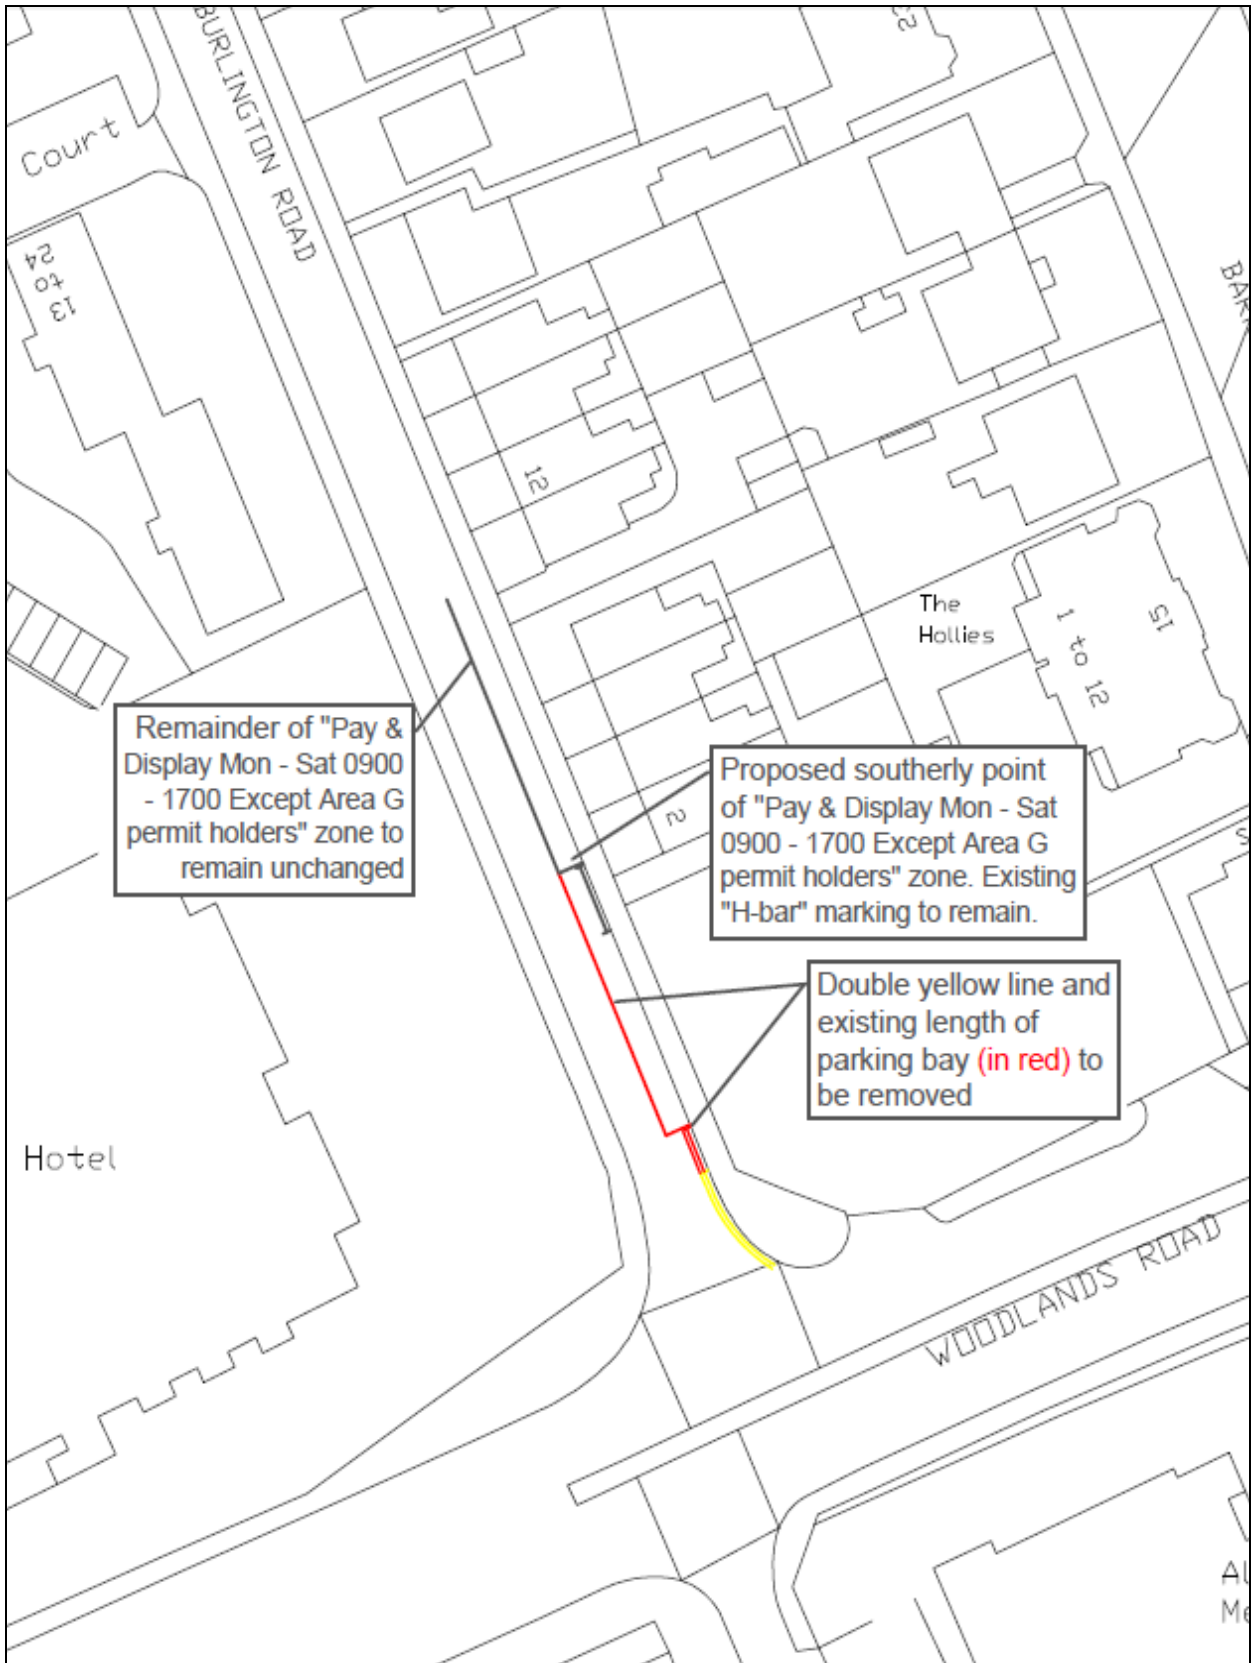 BURLINGTON ROAD
Court
13
to
24
12
The
Hollies
1 to 12
15
Remainder of "Pay &
Display Mon - Sat 0900
- 1700 Except Area G
permit holders" zone to
remain unchanged
2
Proposed southerly point
of "Pay & Display Mon - Sat
0900 - 1700 Except Area G
permit holders" zone. Existing
"H-bar" marking to remain.
Double yellow line and
existing length of
parking bay (in red) to
be removed
Hotel
WOODLANDS ROAD